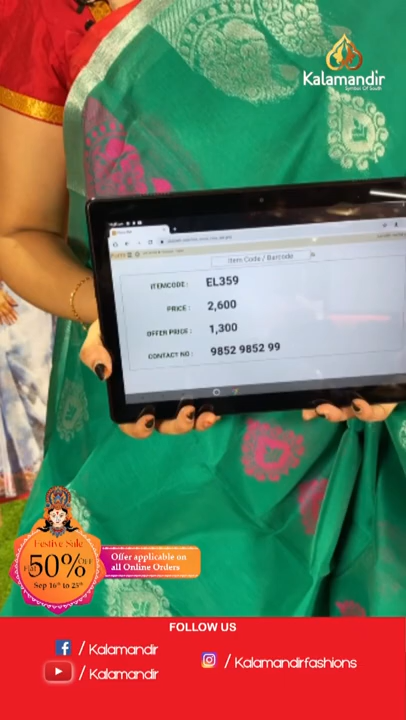 Kalamandir
Symbol Of South
Item Code / Barcode
ITEMCODE : EL359
PRICE : 2,600
OFFER PRICE : 1,300
CONTACT NO : 9852 9852 99
Festive Sale
Flat 50% OFF
Sep 16th to 25th
Offer applicable on
all Online Orders
FOLLOW US
/ Kalamandir
/ Kalamandirfashions
/ Kalamandir